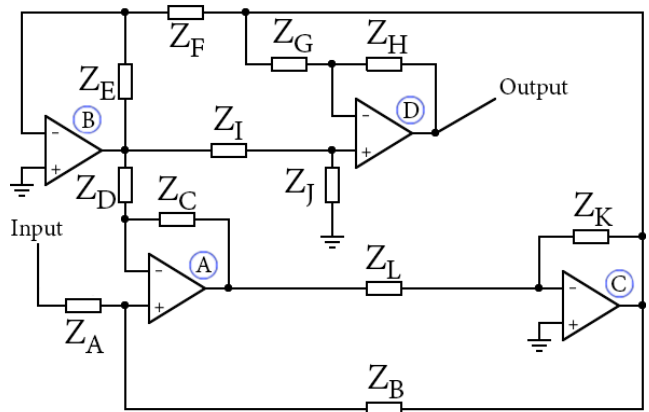 Z_F
Z_G
Z_H
Output
Z_E
B
-
+
D
-
+
Z_I
Z_D
Z_C
Z_J
Z_K
Input
A
-
+
Z_L
C
-
+
Z_A
Z_B